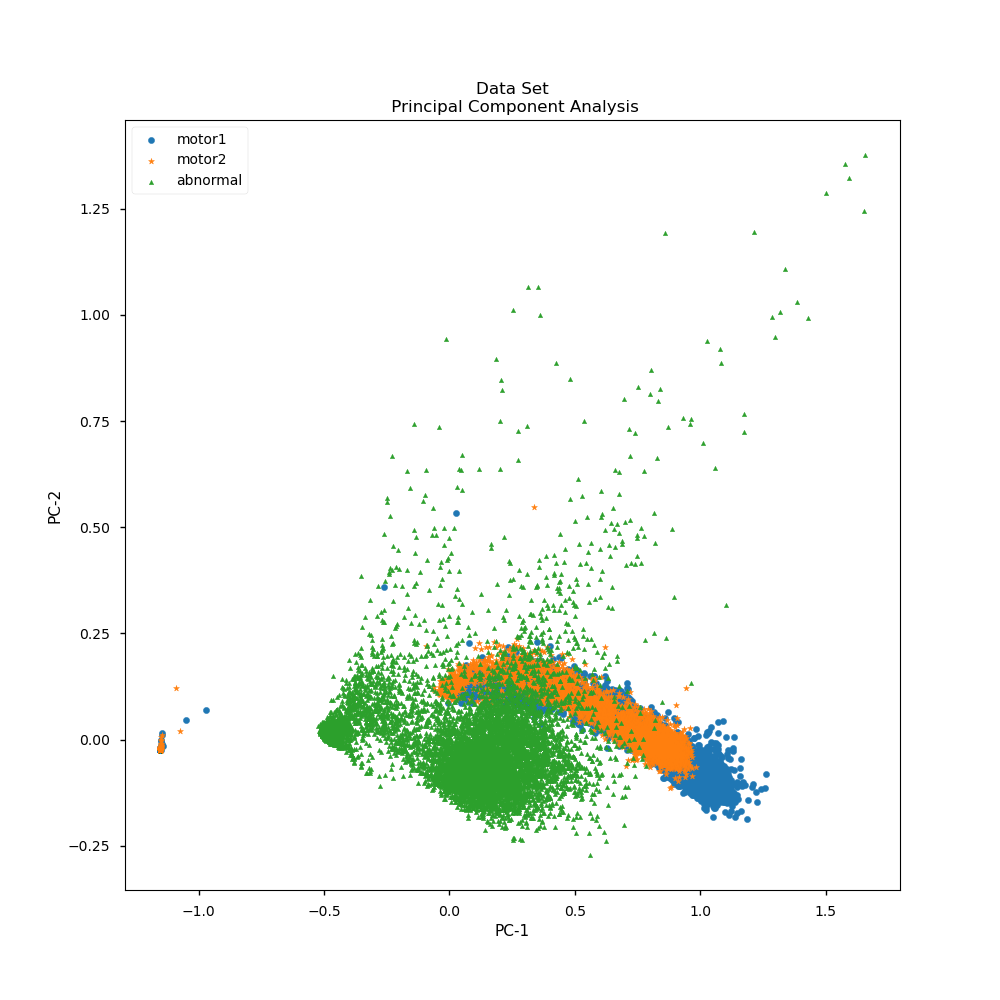 Data Set
Principal Component Analysis
motor1
motor2
abnormal
1.25
1.00
0.75
0.50
0.25
0.00
−0.25
PC-2
−1.0
−0.5
0.0
0.5
1.0
1.5
PC-1